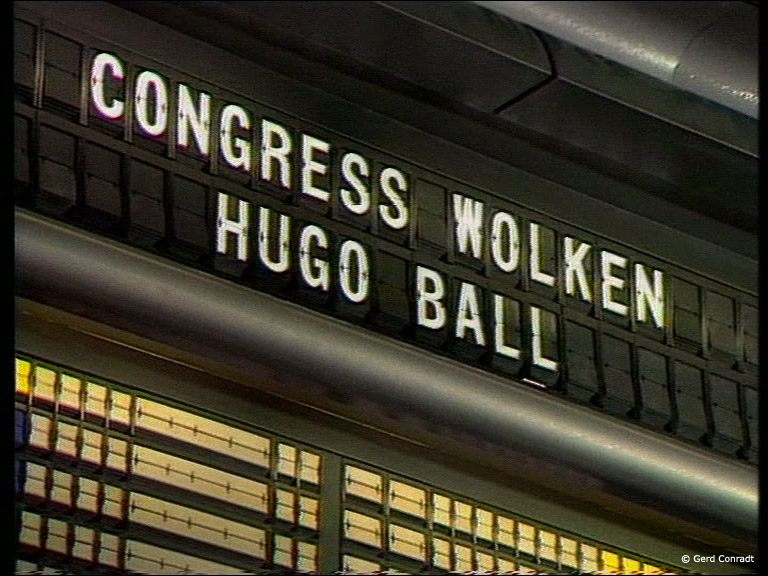 CONGRESS WOLKEN
HUGO BALL
© Gerd Conradt